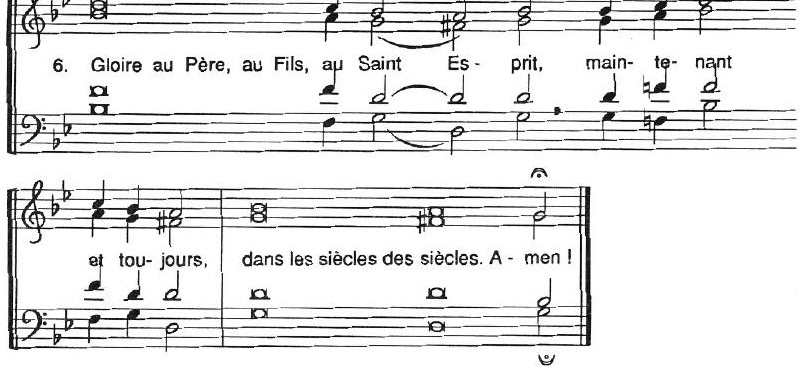 6. Gloire au Père, au Fils, au Saint Es - prit, main- te- nant
et tou- jours, dans les siècles des siècles. A - men !